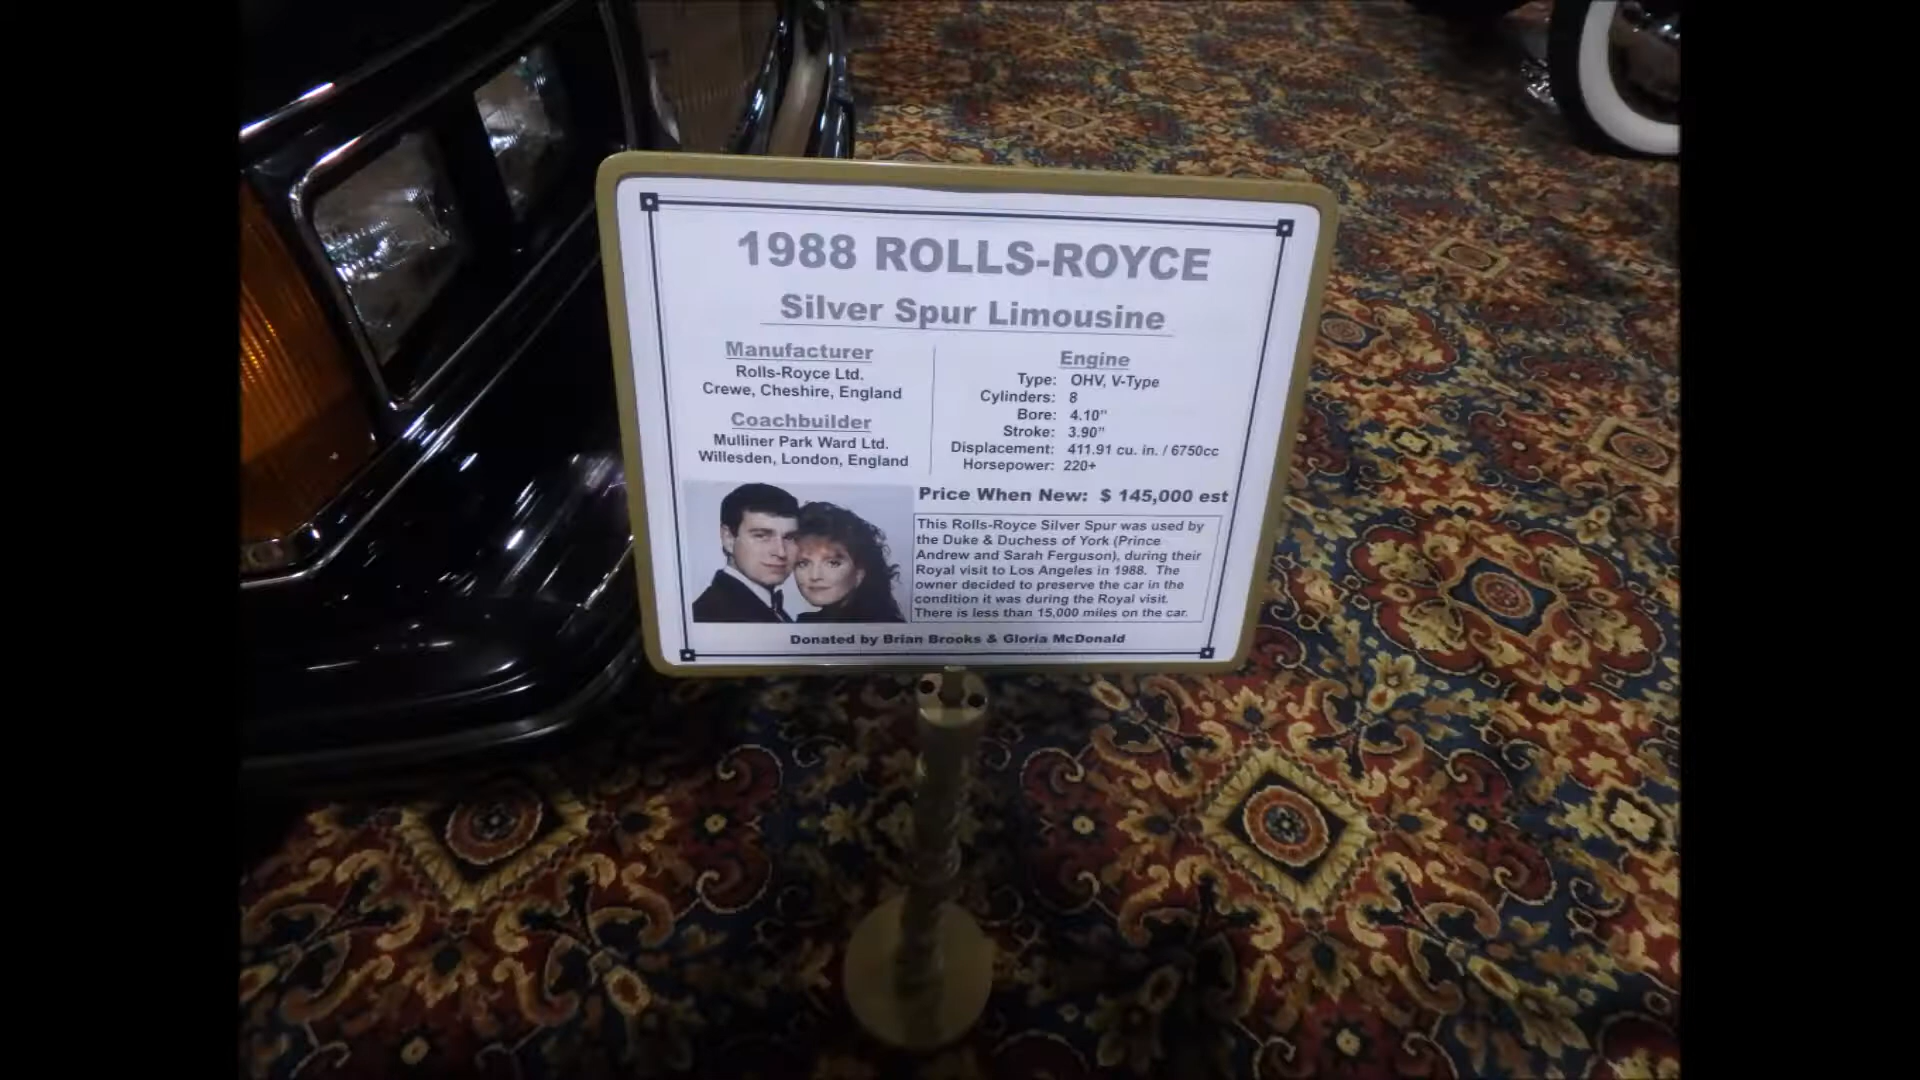 1988 ROLLS-ROYCE
Silver Spur Limousine
Manufacturer
Rolls-Royce Ltd.
Crewe, Cheshire, England
Coachbuilder
Mulliner Park Ward Ltd.
Willesden, London, England
Engine
Type: OHV, V-Type
Cylinders: 8
Bore: 4.10"
Stroke: 3.90"
Displacement: 411.91 cu. in. / 6750cc
Horsepower: 220+
Price When New: $ 145,000 est
This Rolls-Royce Silver Spur was used by
the Duke & Duchess of York (Prince
Andrew and Sarah Ferguson), during their
Royal visit to Los Angeles in 1988. The
owner decided to preserve the car in the
condition it was during the Royal visit.
There is less than 15,000 miles on the car.
Donated by Brian Brooks & Gloria McDonald